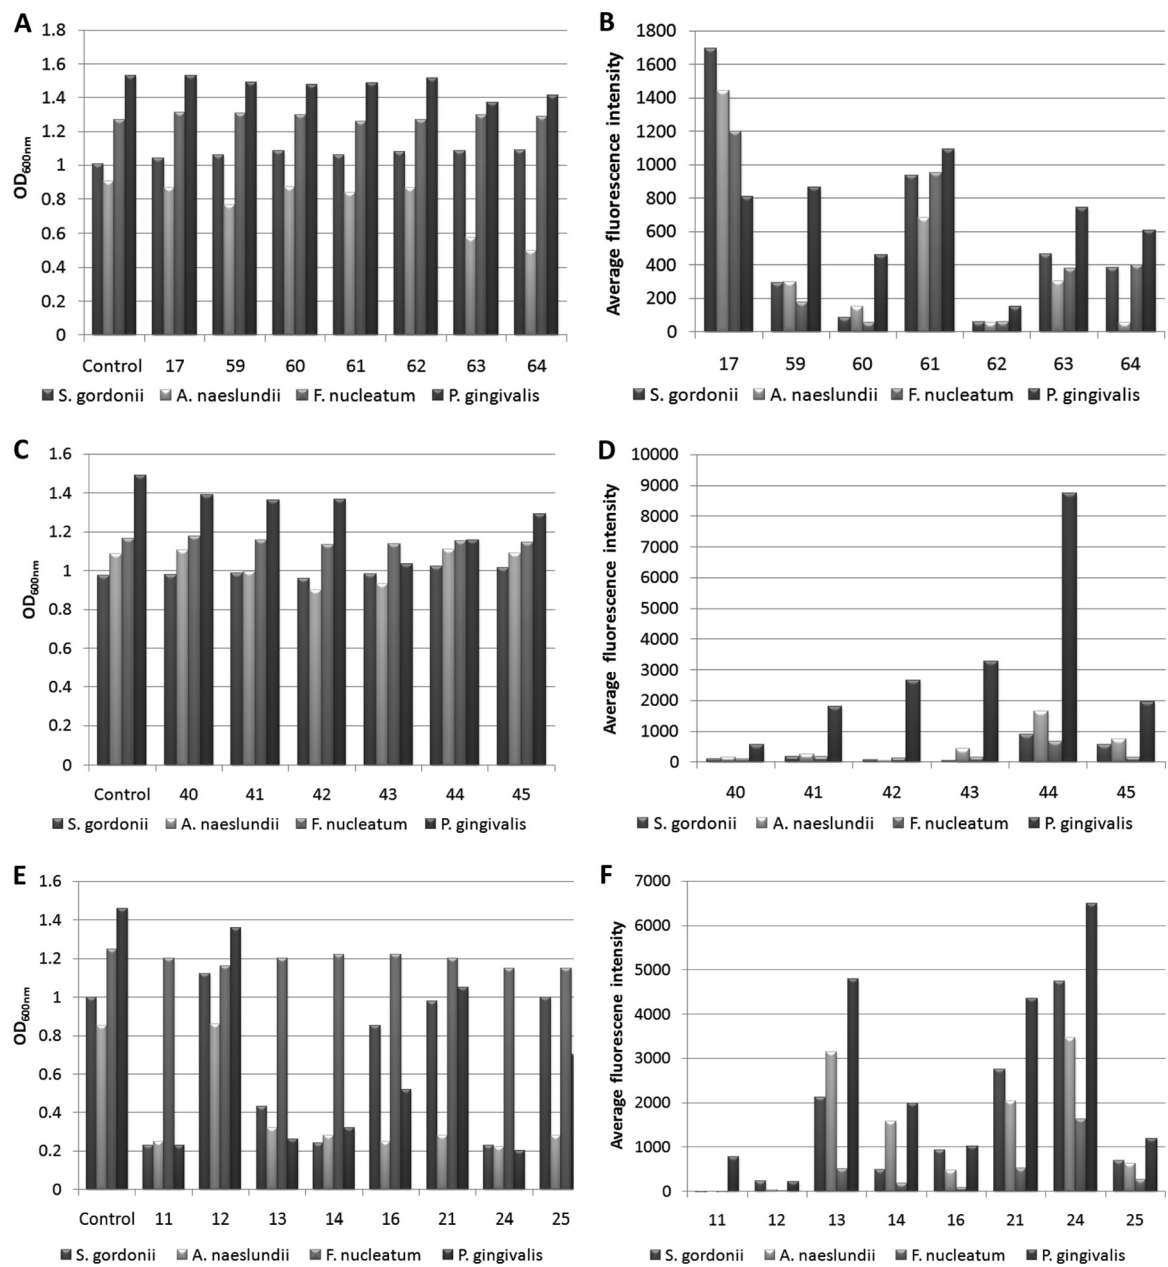 A
1.8
1.6
1.4
1.2
1
0.8
0.6
0.4
0.2
0
OD600nm
Control 17 59 60 61 62 63 64
S. gordonii A. naeslundii F. nucleatum P. gingivalis
B
1800
1600
1400
1200
1000
800
600
400
200
0
Average fluorescence intensity
17 59 60 61 62 63 64
S. gordonii A. naeslundii F. nucleatum P. gingivalis
C
1.6
1.4
1.2
1
0.8
0.6
0.4
0.2
0
OD600nm
Control 40 41 42 43 44 45
S. gordonii A. naeslundii F. nucleatum P. gingivalis
D
10000
9000
8000
7000
6000
5000
4000
3000
2000
1000
0
Average fluorescence intensity
40 41 42 43 44 45
S. gordonii A. naeslundii F. nucleatum P. gingivalis
E
1.6
1.4
1.2
1
0.8
0.6
0.4
0.2
0
OD600nm
Control 11 12 13 14 16 21 24 25
S. gordonii A. naeslundii F. nucleatum P. gingivalis
F
7000
6000
5000
4000
3000
2000
1000
0
Average fluorescene intensity
11 12 13 14 16 21 24 25
S. gordonii A. naeslundii F. nucleatum P. gingivalis